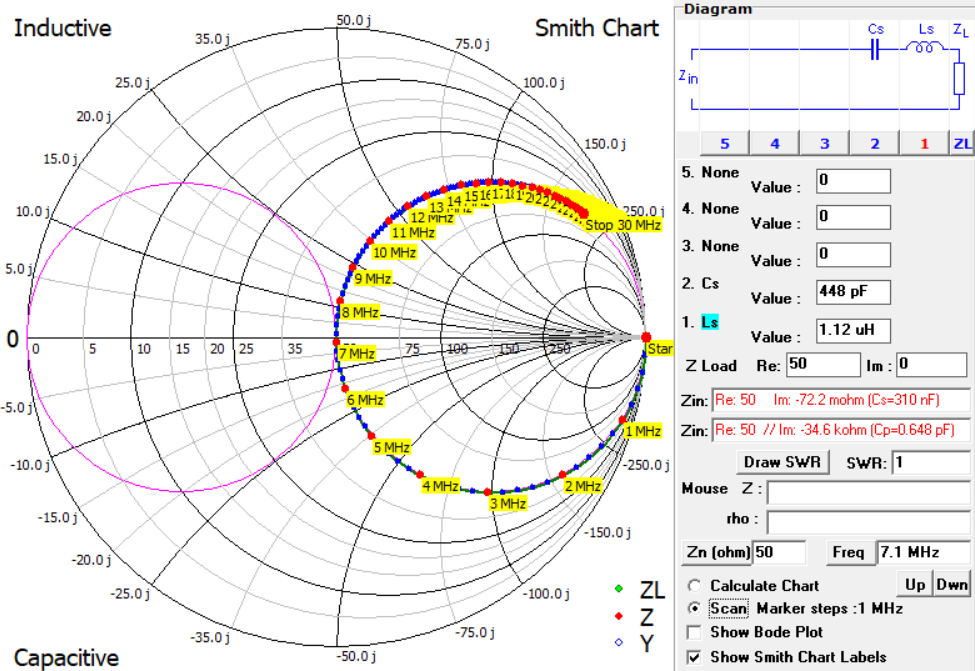 Inductive
Smith Chart
50.0 j
35.0 j
75.0 j
25.0 j
100.0 j
20.0 j
15.0 j
150.0 j
10.0 j
250.0 j
5.0 j
0
0 5 10 15 20 25 35 75 100 150 250
-5.0 j
-10.0 j
-250.0 j
-15.0 j
-150.0 j
-20.0 j
-25.0 j
-100.0 j
-35.0 j
-75.0 j
-50.0 j
Capacitive
Star
1 MHz
2 MHz
3 MHz
4 MHz
5 MHz
6 MHz
7 MHz
8 MHz
9 MHz
10 MHz
11 MHz
12 MHz
13
14
15
16
Stop 30 MHz
ZL
Z
Y
Diagram
Cs Ls ZL
Zin
5 4 3 2 1 ZL
5. None
Value : 0
4. None
Value : 0
3. None
Value : 0
2. Cs
Value : 448 pF
1. Ls
Value : 1.12 uH
Z Load Re: 50 Im : 0
Zin: Re: 50 Im: -72.2 mohm (Cs=310 nF)
Zin: Re: 50 // Im: -34.6 kohm (Cp=0.648 pF)
Draw SWR SWR: 1
Mouse Z :
rho :
Zn (ohm) 50 Freq 7.1 MHz
Calculate Chart Up Dwn
Scan Marker steps :1 MHz
Show Bode Plot
Show Smith Chart Labels